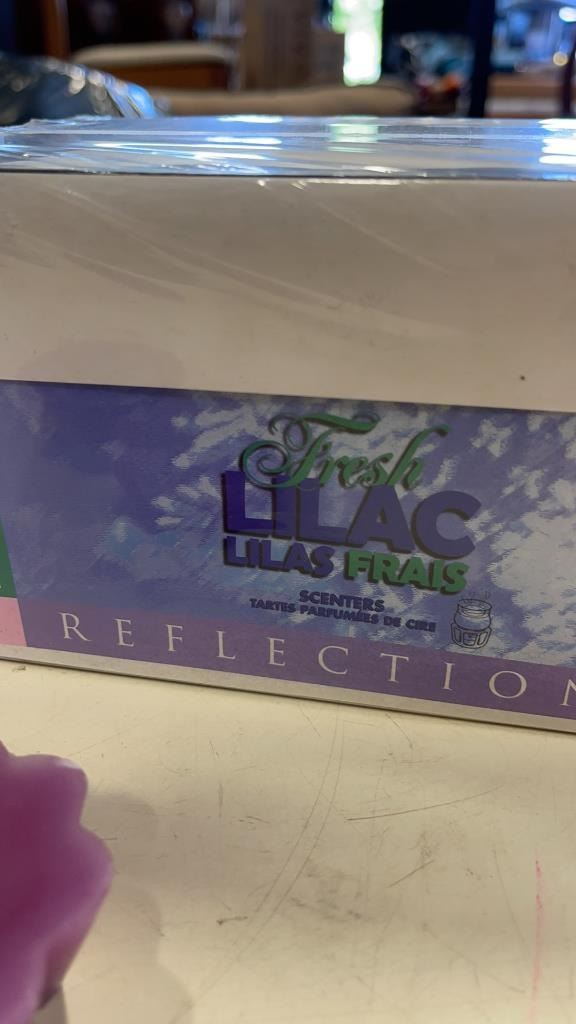 Fresh
LILAC
LILAS FRAIS
SCENTERS
TARTES PARFUMÉES DE CIRE
REFLECTION